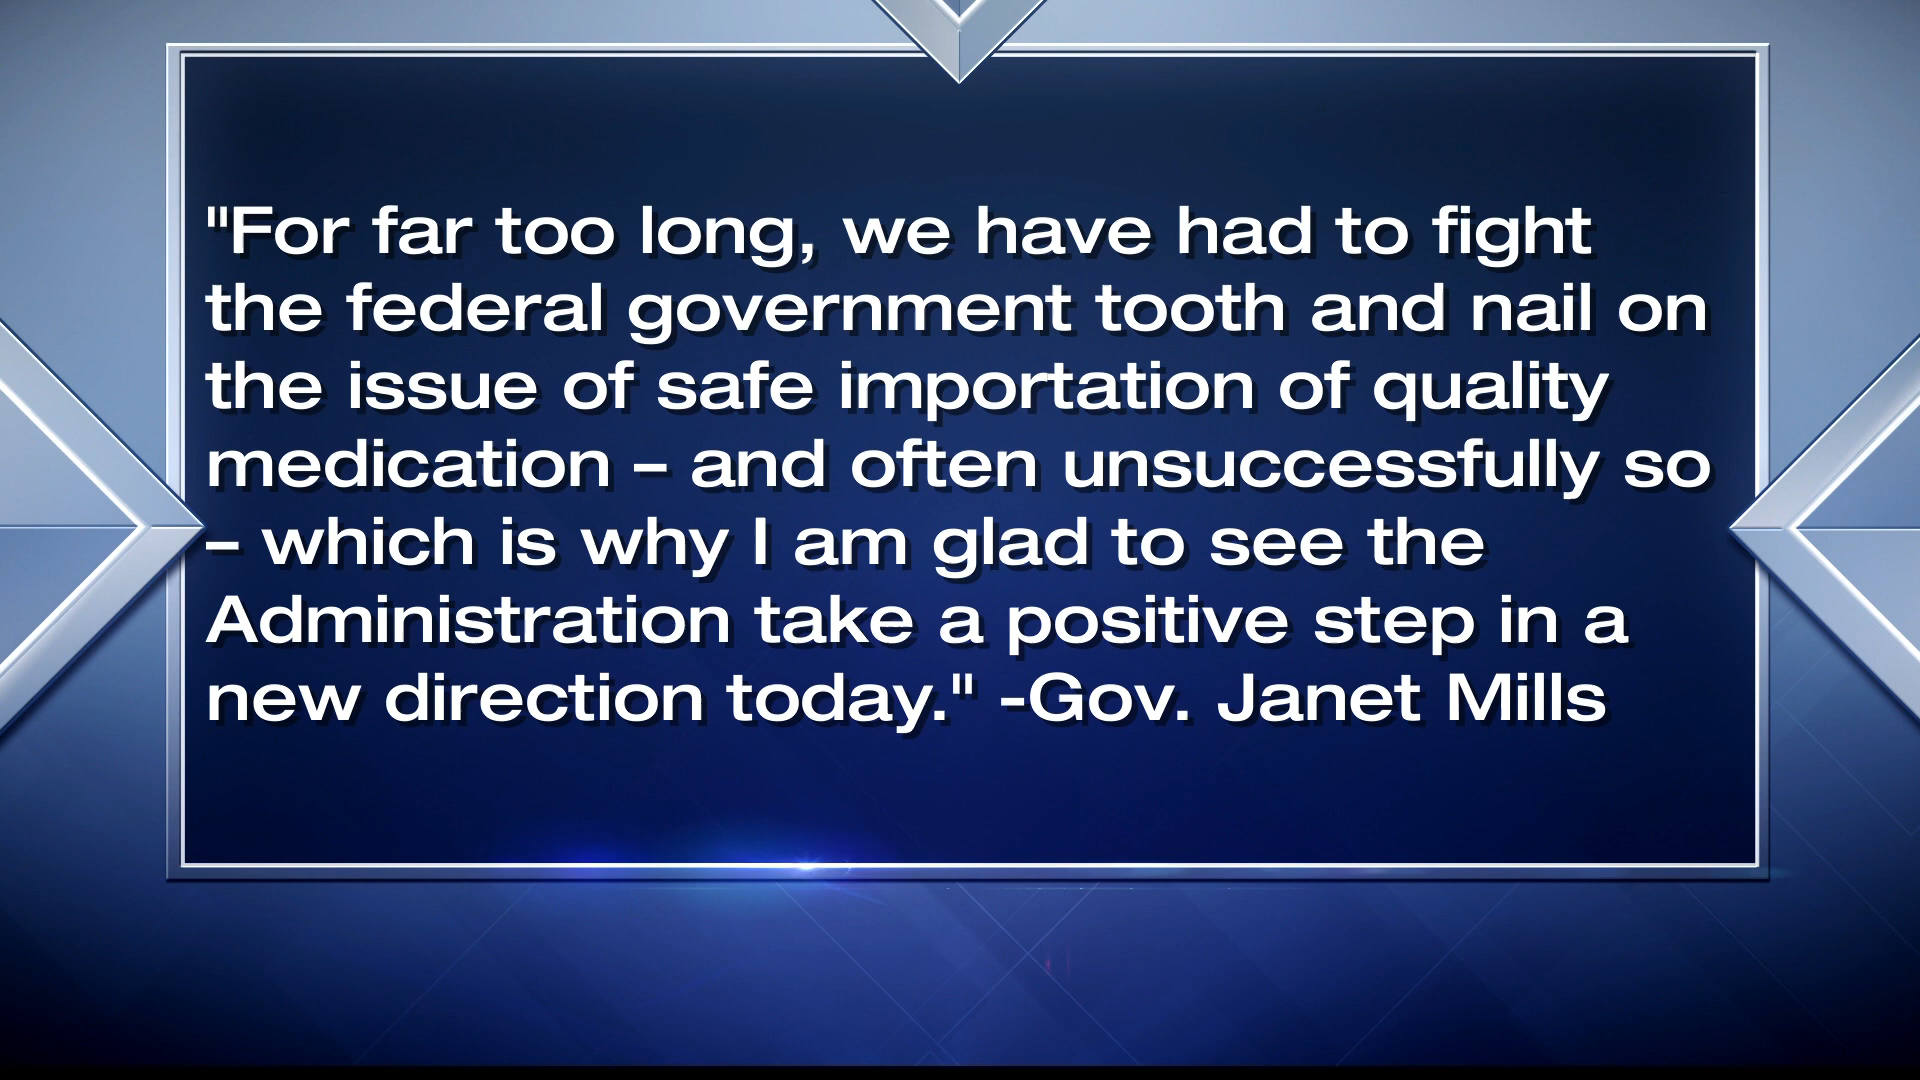 "For far too long, we have had to fight
the federal government tooth and nail on
the issue of safe importation of quality
medication – and often unsuccessfully so
– which is why I am glad to see the
Administration take a positive step in a
new direction today." -Gov. Janet Mills